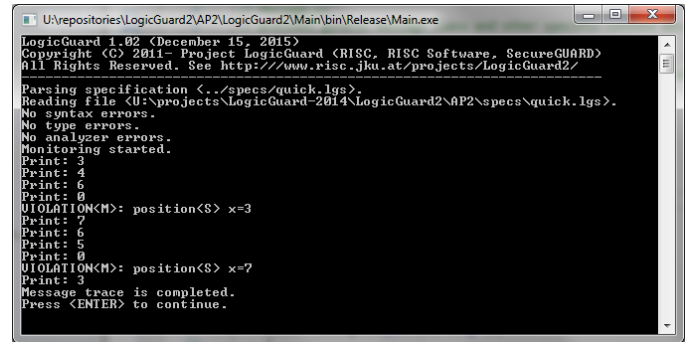 U:\repositories\LogicGuard2\AP2\LogicGuard2\Main\bin\Release\Main.exe
LogicGuard 1.02 (December 15, 2015)
Copyright (C) 2011- Project LogicGuard (RISC, RISC Software, SecureGUARD)
All Rights Reserved. See http:///www.risc.jku.at/projects/LogicGuard2/
--------------------------------------------------------------------------
Parsing specification <../specs/quick.lgs>.
Reading file <U:\projects\LogicGuard-2014\LogicGuard2\AP2\specs\quick.lgs>.
No syntax errors.
No type errors.
No analyzer errors.
Monitoring started.
Print: 3
Print: 4
Print: 6
Print: 0
VIOLATION<M>: position<S> x=3
Print: 7
Print: 6
Print: 5
Print: 0
VIOLATION<M>: position<S> x=7
Print: 3
Message trace is completed.
Press <ENTER> to continue.